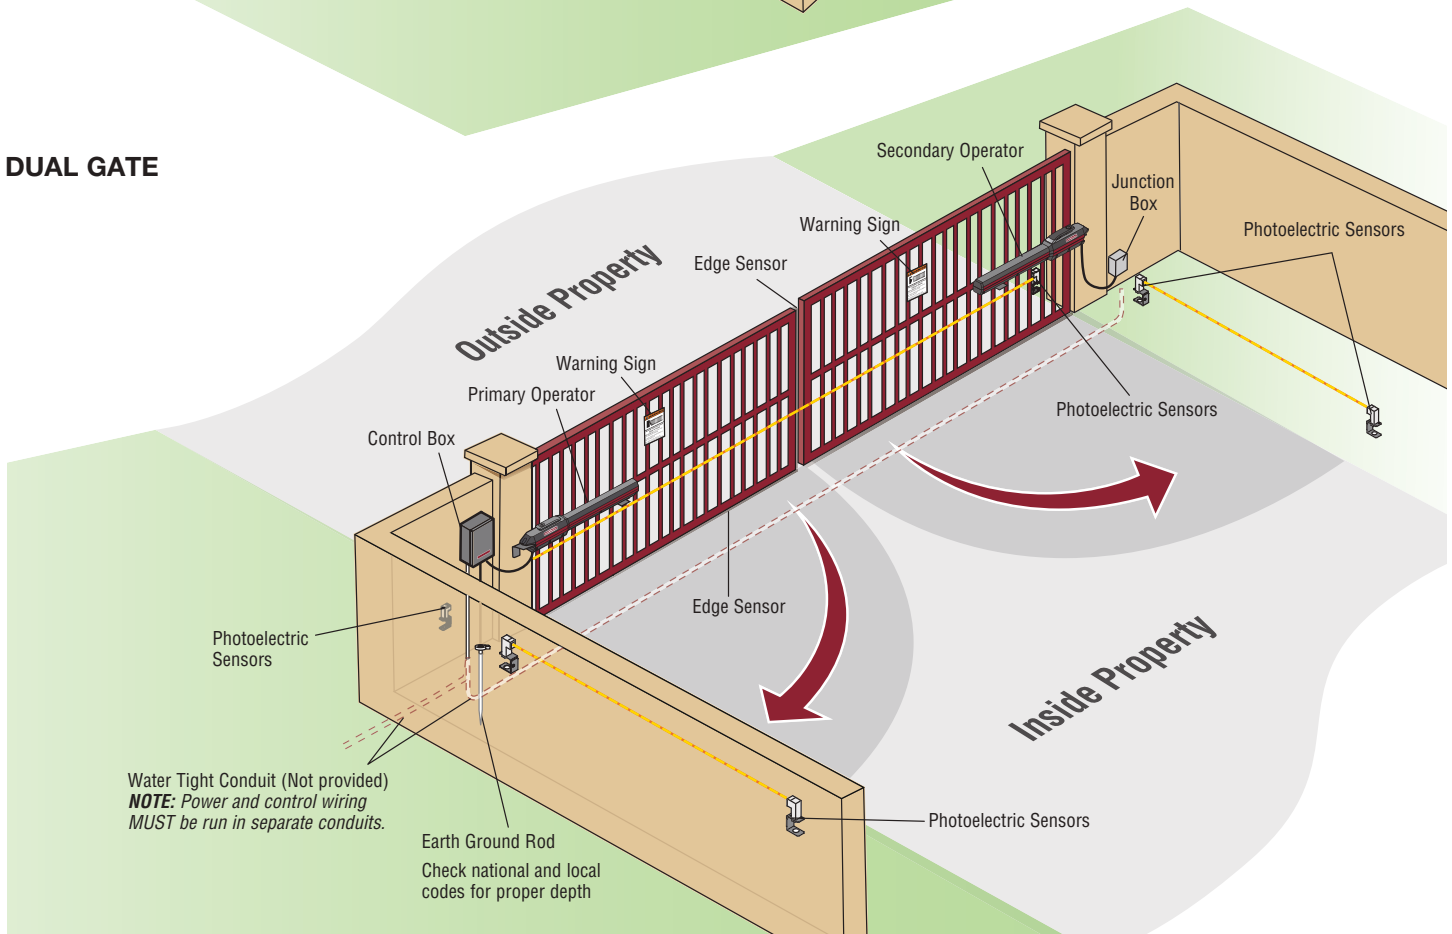 DUAL GATE
Secondary Operator
Junction
Box
Warning Sign
Photoelectric Sensors
Edge Sensor
Outside Property
Warning Sign
Primary Operator
Photoelectric Sensors
Control Box
Edge Sensor
Photoelectric
Sensors
Inside Property
Water Tight Conduit (Not provided)
NOTE: Power and control wiring
MUST be run in separate conduits.
Earth Ground Rod
Check national and local
codes for proper depth
Photoelectric Sensors